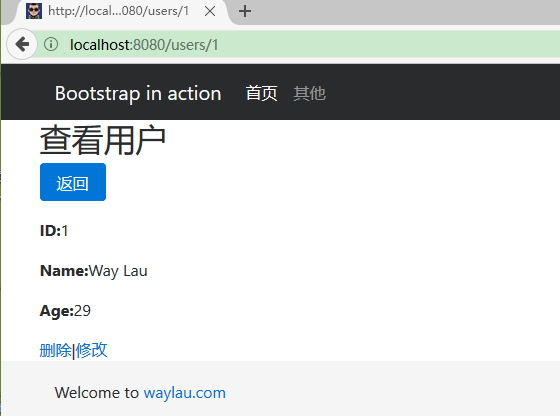 http://local...080/users/1
localhost:8080/users/1
Bootstrap in action 首页 其他
查看用户
返回
ID:1
Name:Way Lau
Age:29
删除|修改
Welcome to waylau.com